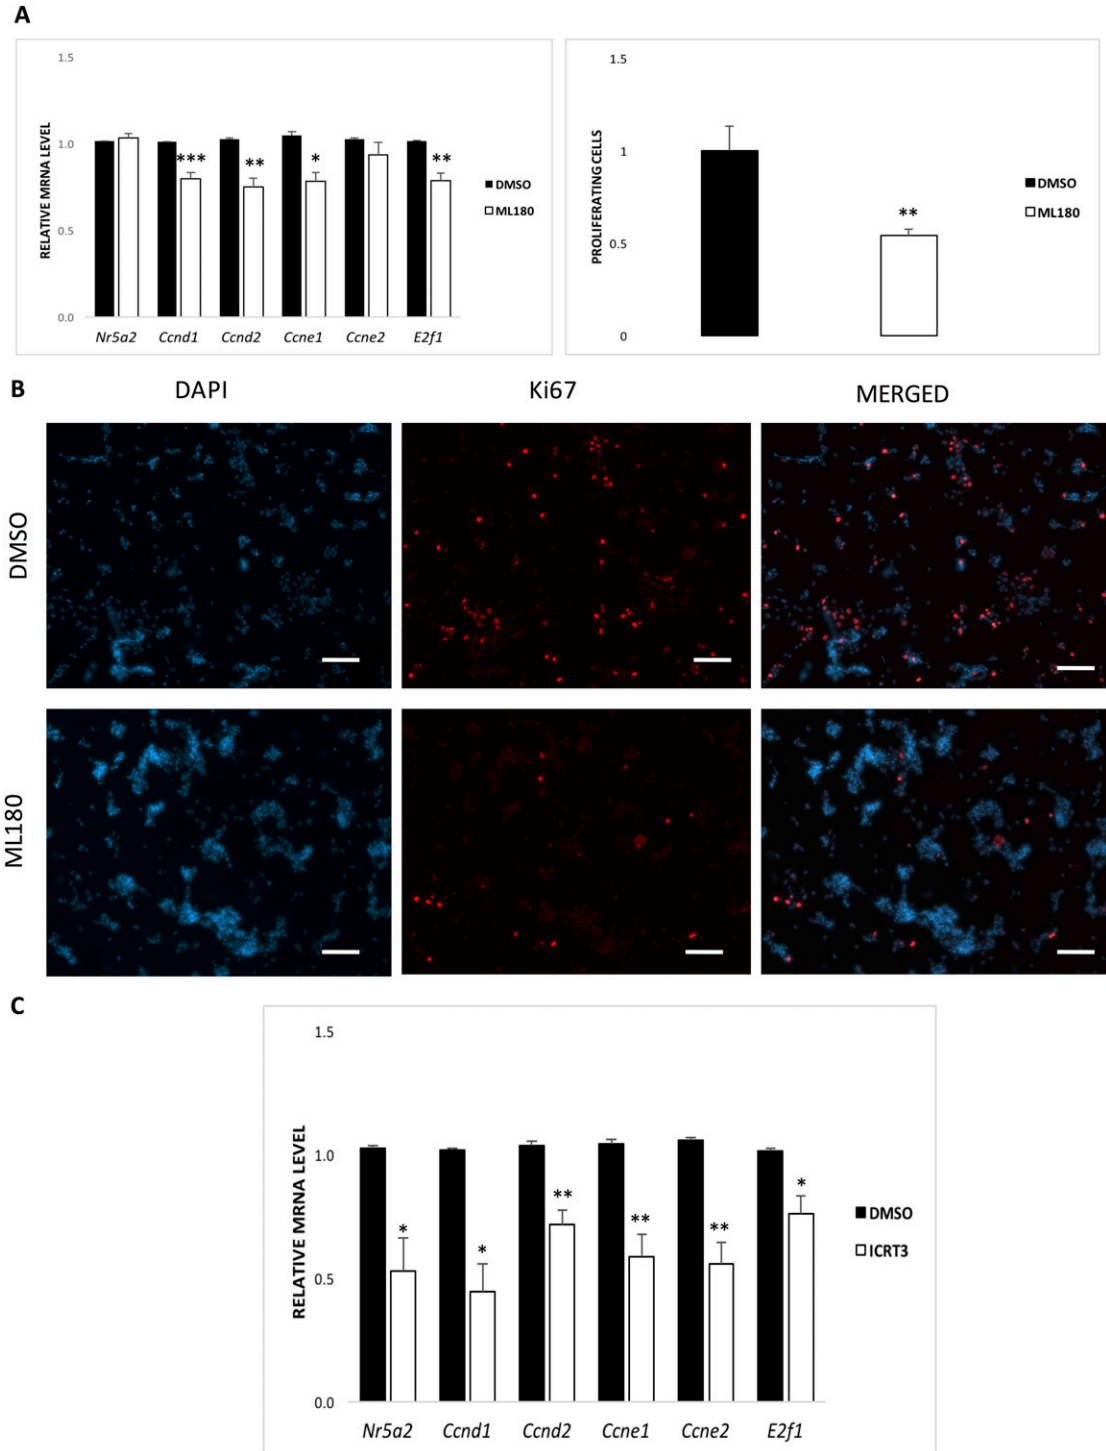 A
1.5
1.0
0.5
0.0
RELATIVE MRNA LEVEL
*** ** * **
Nr5a2 Ccnd1 Ccnd2 Ccne1 Ccne2 E2f1
DMSO
ML180
1.5
1
0.5
0
PROLIFERATING CELLS
**
DMSO
ML180
B
DAPI Ki67 MERGED
DMSO
ML180
C
1.5
1.0
0.5
0.0
RELATIVE MRNA LEVEL
* * ** ** ** *
Nr5a2 Ccnd1 Ccnd2 Ccne1 Ccne2 E2f1
DMSO
ICRT3